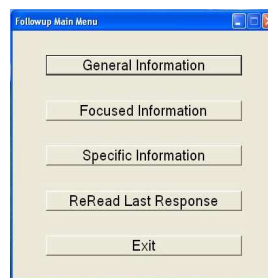 Followup Main Menu
General Information
Focused Information
Specific Information
ReRead Last Response
Exit